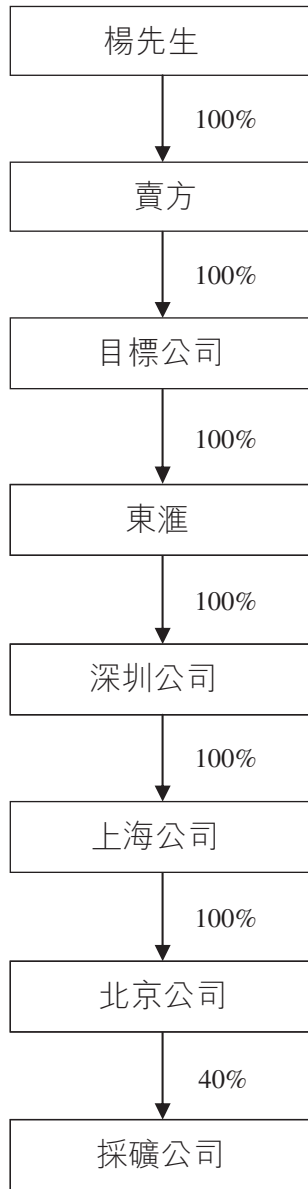 楊先生
100%
賣方
100%
目標公司
100%
東滙
100%
深圳公司
100%
上海公司
100%
北京公司
40%
採礦公司